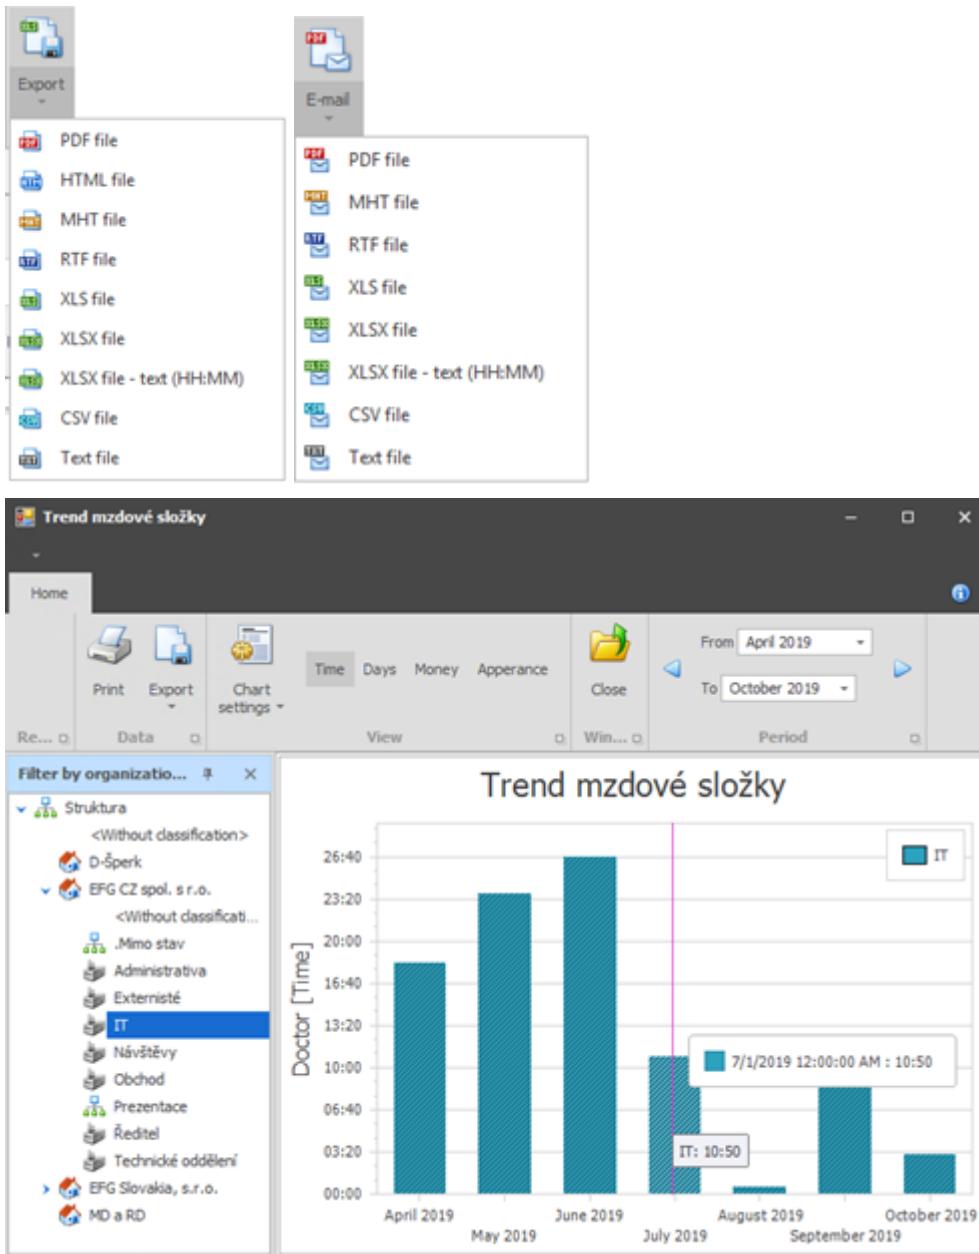 Export
PDF file
HTML file
MHT file
RTF file
XLS file
XLSX file
XLSX file - text (HH:MM)
CSV file
Text file
E-mail
PDF file
MHT file
RTF file
XLS file
XLSX file
XLSX file - text (HH:MM)
CSV file
Text file
Trend mzdové složky
Home
Print
Export
Chart settings
Time Days Money Apperance
Close
From April 2019
To October 2019
Re... Data View Win... Period
Filter by organizatio...
Struktura
<Without classification>
D-Šperk
EFG CZ spol. s r.o.
<Without classificati...
.Mimo stav
Administrativa
Externisté
IT
Návštěvy
Obchod
Prezentace
Ředitel
Technické oddělení
EFG Slovakia, s.r.o.
MD a RD
Trend mzdové složky
IT
Doctor [Time]
26:40
23:20
20:00
16:40
13:20
10:00
06:40
03:20
00:00
7/1/2019 12:00:00 AM : 10:50
IT: 10:50
April 2019
May 2019
June 2019
July 2019
August 2019
September 2019
October 2019